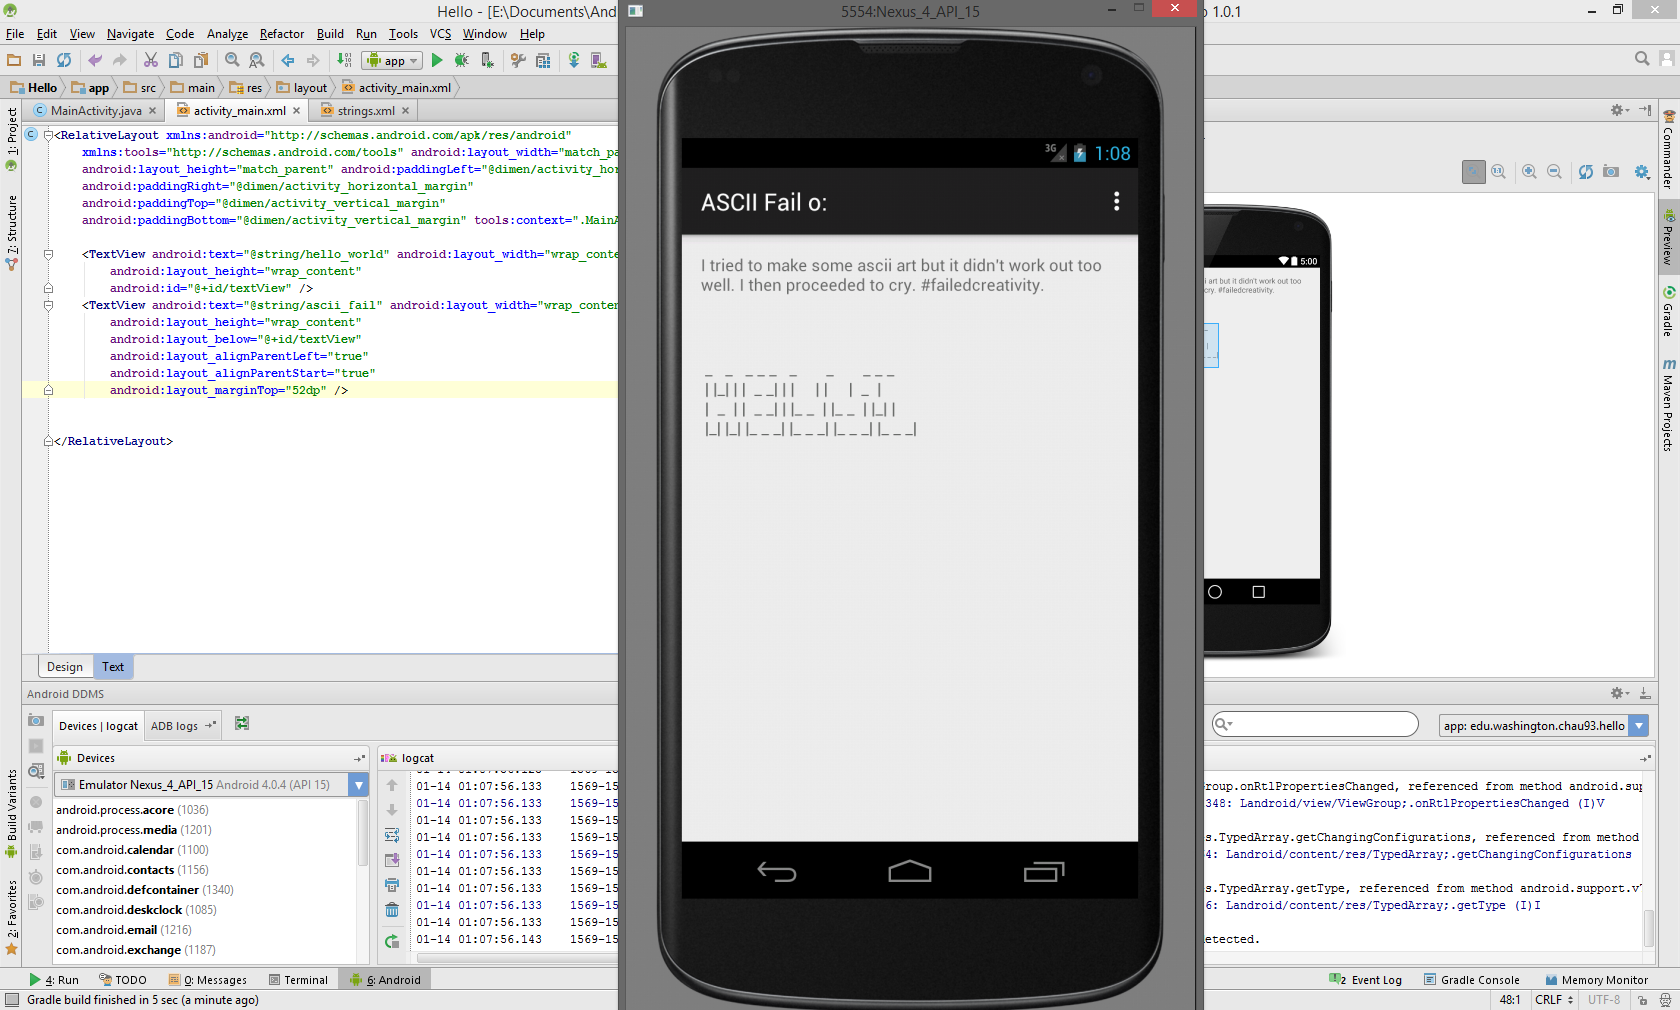 Hello - [E:\Documents\And
5554:Nexus_4_API_15
o 1.0.1
File Edit View Navigate Code Analyze Refactor Build Run Tools VCS Window Help
app
Hello app src main res layout activity_main.xml
MainActivity.java activity_main.xml strings.xml
<RelativeLayout xmlns:android="http://schemas.android.com/apk/res/android"
xmlns:tools="http://schemas.android.com/tools" android:layout_width="match_pa
android:layout_height="match_parent" android:paddingLeft="@dimen/activity_hor
android:paddingRight="@dimen/activity_horizontal_margin"
android:paddingTop="@dimen/activity_vertical_margin"
android:paddingBottom="@dimen/activity_vertical_margin" tools:context=".MainA
<TextView android:text="@string/hello_world" android:layout_width="wrap_conte
android:layout_height="wrap_content"
android:id="@+id/textView" />
<TextView android:text="@string/ascii_fail" android:layout_width="wrap_conten
android:layout_height="wrap_content"
android:layout_below="@+id/textView"
android:layout_alignParentLeft="true"
android:layout_alignParentStart="true"
android:layout_marginTop="52dp" />
</RelativeLayout>
Design Text
1: Project
7: Structure
Build Variants
2: Favorites
3G 1:08
ASCII Fail o:
I tried to make some ascii art but it didn't work out too
well. I then proceeded to cry. #failedcreativity.
_ _ _ _ _ _ _ _ _ _
||_||| _ _||| || | _ |
| _ || _ _|||_ _ ||_ _ ||_||
|_||_||_ _ _||_ _ _||_ _ _||_ _ _|
5:00
i art but it didn't work out too
cry. #failedcreativity.
Commander
Preview
Gradle
Maven Projects
Android DDMS
Devices | logcat ADB logs
Devices
Emulator Nexus_4_API_15 Android 4.0.4 (API 15)
android.process.acore (1036)
android.process.media (1201)
com.android.calendar (1100)
com.android.contacts (1156)
com.android.defcontainer (1340)
com.android.deskclock (1085)
com.android.email (1216)
com.android.exchange (1187)
logcat
01-14 01:07:56.133 1569-15
01-14 01:07:56.133 1569-15
01-14 01:07:56.133 1569-15
01-14 01:07:56.133 1569-15
01-14 01:07:56.133 1569-15
01-14 01:07:56.133 1569-15
01-14 01:07:56.133 1569-15
01-14 01:07:56.133 1569-15
01-14 01:07:56.133 1569-15
01-14 01:07:56.143 1569-15
app: edu.washington.chau93.hello
Group.onRtlPropertiesChanged, referenced from method android.sup
348: Landroid/view/ViewGroup;.onRtlPropertiesChanged (I)V
s.TypedArray.getChangingConfigurations, referenced from method
4: Landroid/content/res/TypedArray;.getChangingConfigurations
s.TypedArray.getType, referenced from method android.support.v7
6: Landroid/content/res/TypedArray;.getType (I)I
etected.
4: Run TODO 0: Messages Terminal 6: Android
2 Event Log Gradle Console Memory Monitor
Gradle build finished in 5 sec (a minute ago)
48:1 CRLF UTF-8